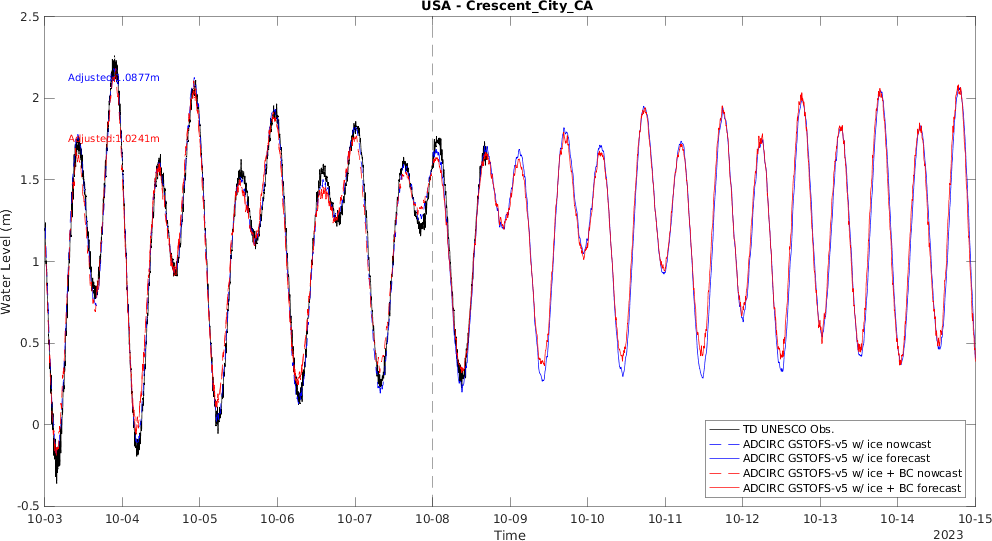 USA - Crescent_City_CA
2.5
2
1.5
1
0.5
0
-0.5
Water Level (m)
Adjusted:1.0877m
Adjusted:1.0241m
TD UNESCO Obs.
ADCIRC GSTOFS-v5 w/ ice nowcast
ADCIRC GSTOFS-v5 w/ ice forecast
ADCIRC GSTOFS-v5 w/ ice + BC nowcast
ADCIRC GSTOFS-v5 w/ ice + BC forecast
10-03 10-04 10-05 10-06 10-07 10-08 10-09 10-10 10-11 10-12 10-13 10-14 10-15
Time
2023